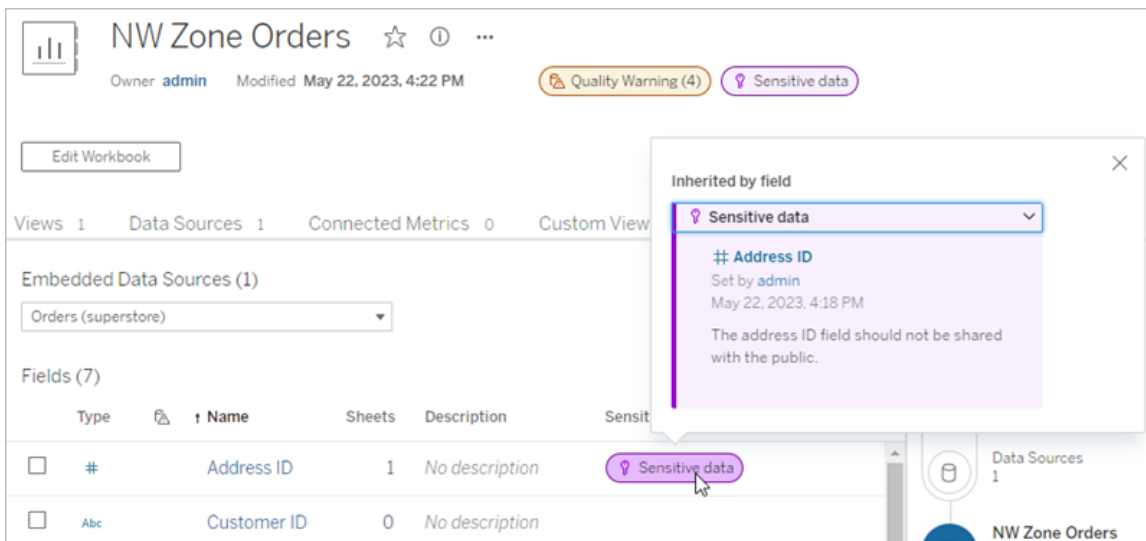 NW Zone Orders
Owner admin Modified May 22, 2023, 4:22 PM
Quality Warning (4) Sensitive data
Edit Workbook
Views 1 Data Sources 1 Connected Metrics 0 Custom View
Inherited by field
Sensitive data
# Address ID
Set by admin
May 22, 2023, 4:18 PM
The address ID field should not be shared
with the public.
Embedded Data Sources (1)
Orders (superstore)
Fields (7)
Type ↑ Name Sheets Description Sensit
# Address ID 1 No description Sensitive data
Abc Customer ID 0 No description
Data Sources
1
NW Zone Orders